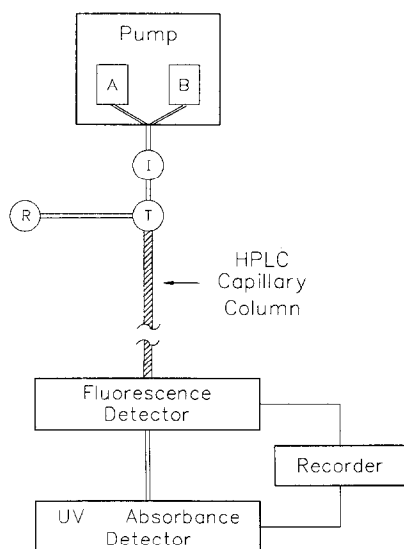 Pump
A
B
I
R
T
HPLC
Capillary
Column
Fluorescence
Detector
Recorder
UV Absorbance
Detector